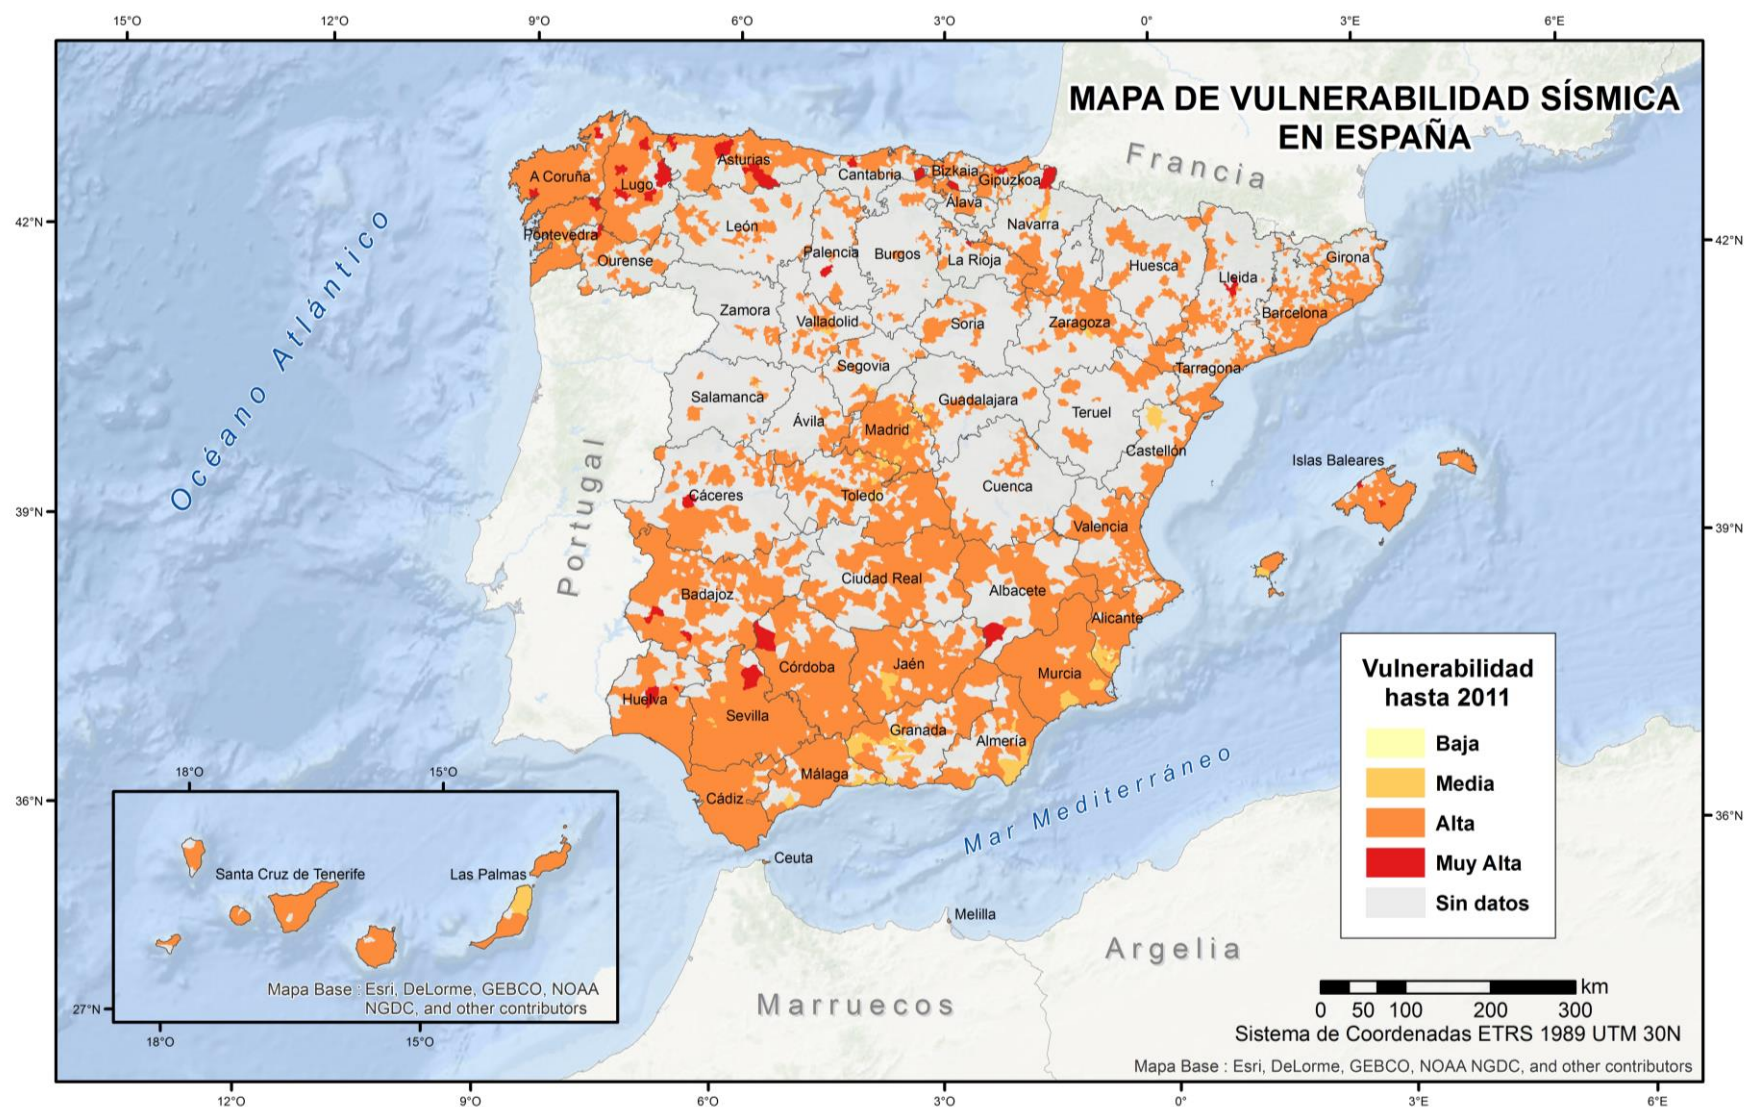 15°O 12°O 9°O 6°O 3°O 0° 3°E 6°E
MAPA DE VULNERABILIDAD SÍSMICA
EN ESPAÑA
Francia
Océano Atlántico
Portugal
42°N
42°N
39°N
39°N
36°N
36°N
27°N
A Coruña
Lugo
Asturias
Cantabria
Bizkaia
Gipuzkoa
Álava
Navarra
Pontevedra
Ourense
León
Palencia
Burgos
La Rioja
Huesca
Lleida
Girona
Barcelona
Zamora
Valladolid
Soria
Zaragoza
Segovia
Tarragona
Salamanca
Ávila
Madrid
Guadalajara
Teruel
Castellón
Islas Baleares
Cáceres
Toledo
Cuenca
Valencia
Badajoz
Ciudad Real
Albacete
Alicante
Córdoba
Jaén
Murcia
Huelva
Sevilla
Granada
Almería
Málaga
Cádiz
Ceuta
Melilla
Mar Mediterráneo
Marruecos
Argelia
Vulnerabilidad
hasta 2011
Baja
Media
Alta
Muy Alta
Sin datos
18°O 15°O
Santa Cruz de Tenerife
Las Palmas
Mapa Base : Esri, DeLorme, GEBCO, NOAA
NGDC, and other contributors
18°O 15°O
km
0 50 100 200 300
Sistema de Coordenadas ETRS 1989 UTM 30N
Mapa Base : Esri, DeLorme, GEBCO, NOAA NGDC, and other contributors
12°O 9°O 6°O 3°O 0° 3°E 6°E